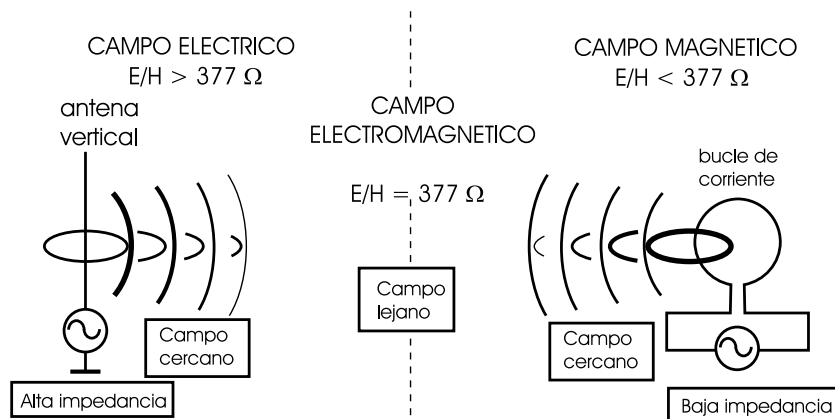 CAMPO ELECTRICO
E/H > 377 Ω
antena
vertical
Campo
cercano
Alta impedancia
CAMPO
ELECTROMAGNETICO
E/H = 377 Ω
Campo
lejano
CAMPO MAGNETICO
E/H < 377 Ω
bucle de
corriente
Campo
cercano
Baja impedancia